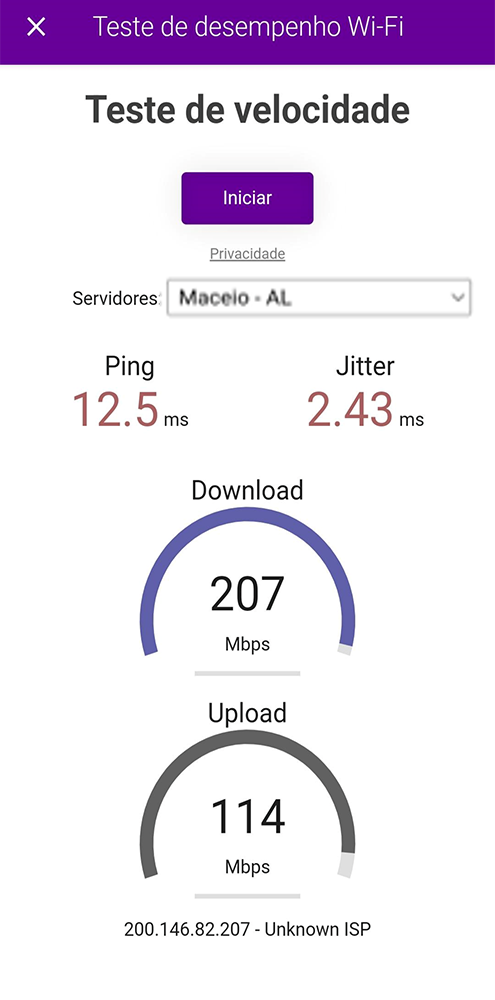 × Teste de desempenho Wi-Fi
Teste de velocidade
Iniciar
Privacidade
Servidores: Maceio - AL
Ping Jitter
12.5 ms 2.43 ms
Download
207
Mbps
Upload
114
Mbps
200.146.82.207 - Unknown ISP